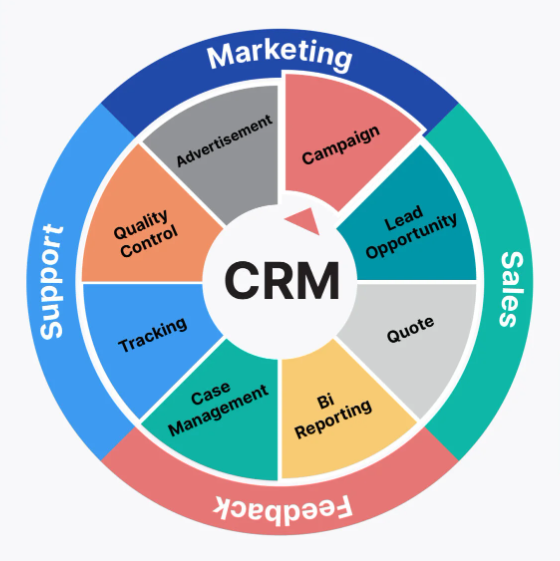 Marketing
Advertisement
Campaign
Lead
Opportunity
Sales
Quote
Bi
Reporting
Feedback
Case
Management
Tracking
Support
Quality
Control
CRM